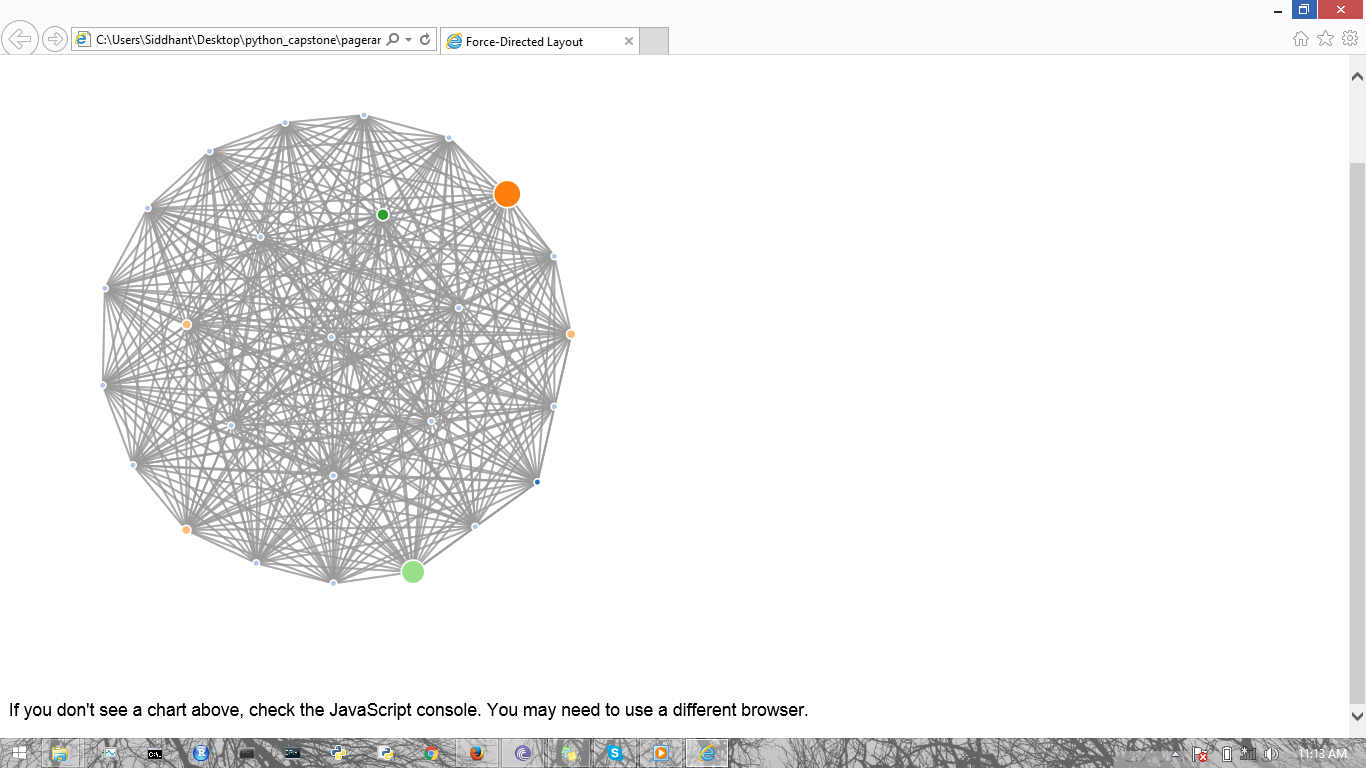 C:\Users\Siddhant\Desktop\python_capstone\pagerar
Force-Directed Layout
If you don't see a chart above, check the JavaScript console. You may need to use a different browser.
11:13 AM